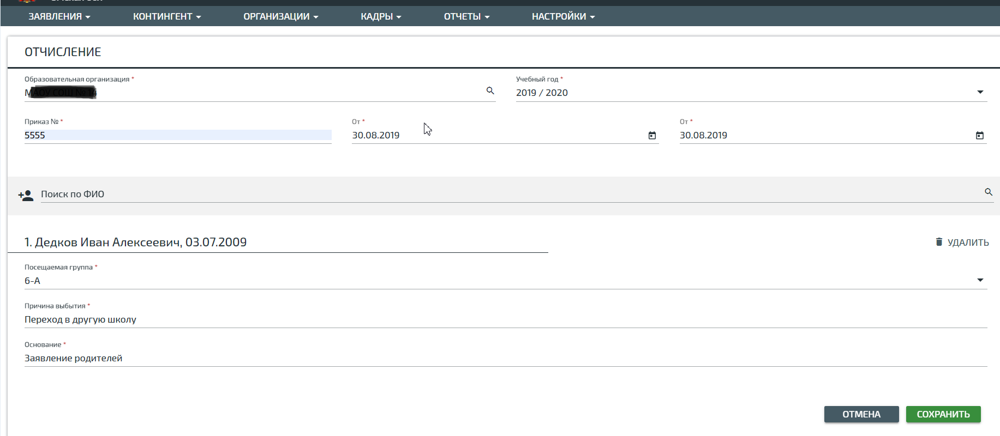 ЗАЯВЛЕНИЯ КОНТИНГЕНТ ОРГАНИЗАЦИИ КАДРЫ ОТЧЕТЫ НАСТРОЙКИ
ОТЧИСЛЕНИЕ
Образовательная организация * Учебный год *
2019 / 2020
Приказ № * От * От *
5555 30.08.2019 30.08.2019
Поиск по ФИО
1. Дедков Иван Алексеевич, 03.07.2009 УДАЛИТЬ
Посещаемая группа *
6-А
Причина выбытия *
Переход в другую школу
Основание *
Заявление родителей
ОТМЕНА СОХРАНИТЬ